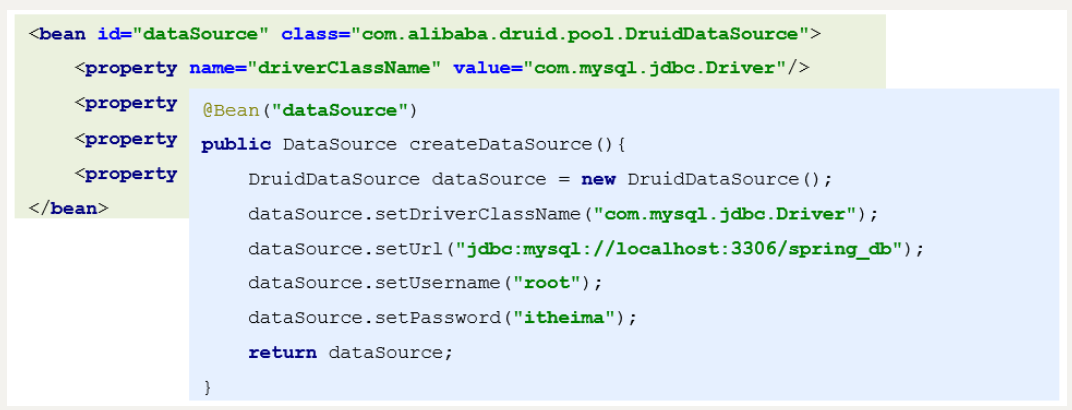 <bean id="dataSource" class="com.alibaba.druid.pool.DruidDataSource">
<property name="driverClassName" value="com.mysql.jdbc.Driver"/>
<property
<property
<property
</bean>
@Bean("dataSource")
public DataSource createDataSource(){
DruidDataSource dataSource = new DruidDataSource();
dataSource.setDriverClassName("com.mysql.jdbc.Driver");
dataSource.setUrl("jdbc:mysql://localhost:3306/spring_db");
dataSource.setUsername("root");
dataSource.setPassword("itheima");
return dataSource;
}